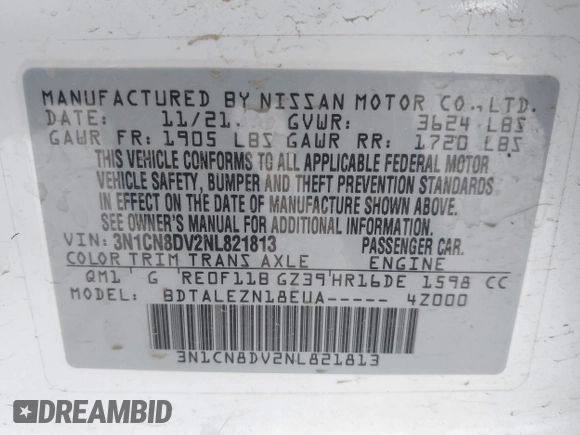 MANUFACTURED BY NISSAN MOTOR CO., LTD.
DATE: 11/21. GVWR: 3624 LBS
GAWR FR: 1905 LBS GAWR RR: 1720 LBS
THIS VEHICLE CONFORMS TO ALL APPLICABLE FEDERAL MOTOR
VEHICLE SAFETY, BUMPER AND THEFT PREVENTION STANDARDS
IN EFFECT ON THE DATE OF MANUFACTURE SHOWN ABOVE.
SEE OWNER'S MANUAL FOR ADDITIONAL INFORMATION.
VIN: 3N1CN8DV2NL821813 PASSENGER CAR.
COLOR TRIM TRANS AXLE ENGINE
QM1 G RE0F11B GZ39 HR16DE 1598 CC
MODEL: BDTALEZN18EUA----- 4Z000
3N1CN8DV2NL821813
DREAMBID